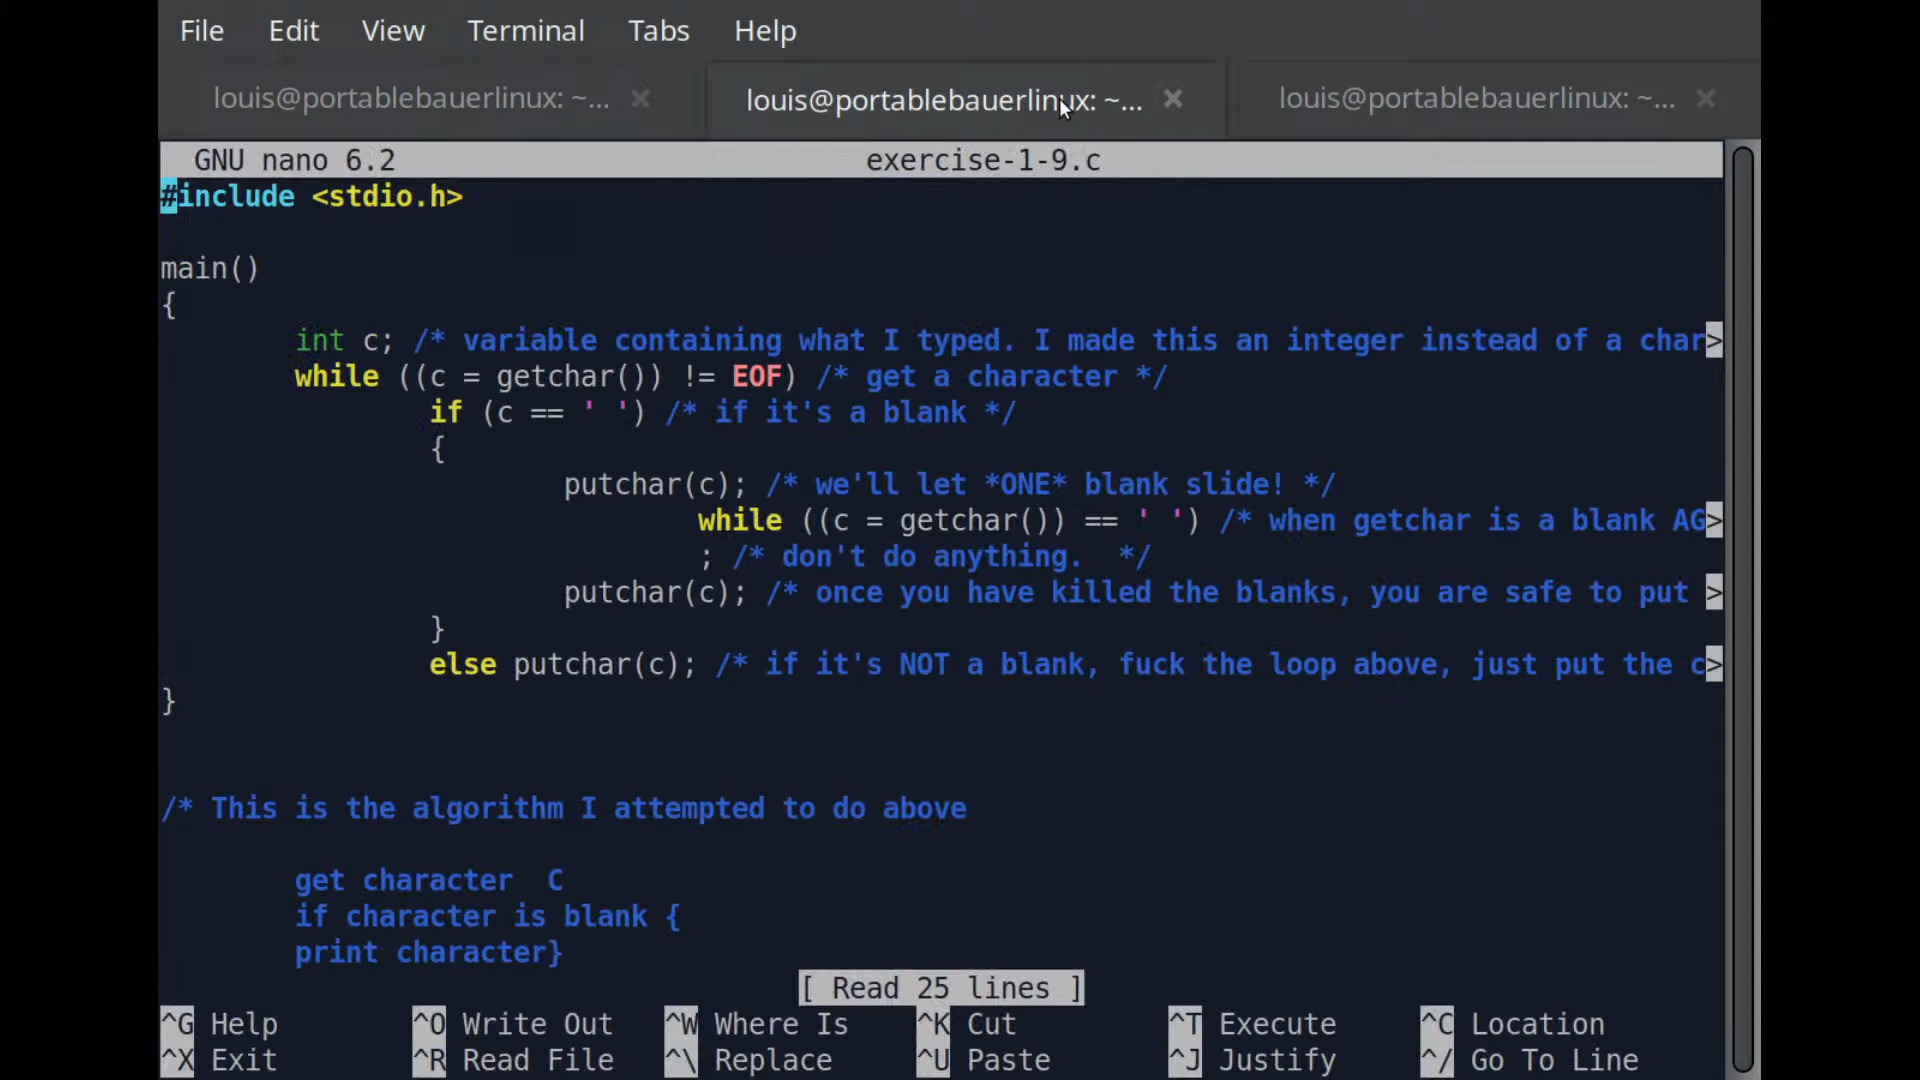 File Edit View Terminal Tabs Help
louis@portablebauerlinux: ~... × louis@portablebauerlinux: ~... × louis@portablebauerlinux: ~... ×
GNU nano 6.2 exercise-1-9.c
#include <stdio.h>
main()
{
int c; /* variable containing what I typed. I made this an integer instead of a char>
while ((c = getchar()) != EOF) /* get a character */
if (c == ' ') /* if it's a blank */
{
putchar(c); /* we'll let *ONE* blank slide! */
while ((c = getchar()) == ' ') /* when getchar is a blank AG>
; /* don't do anything.  */
putchar(c); /* once you have killed the blanks, you are safe to put >
}
else putchar(c); /* if it's NOT a blank, fuck the loop above, just put the c>
}
/* This is the algorithm I attempted to do above
get character  C
if character is blank {
print character}
[ Read 25 lines ]
^G Help ^O Write Out ^W Where Is ^K Cut ^T Execute ^C Location
^X Exit ^R Read File ^\ Replace ^U Paste ^J Justify ^/ Go To Line